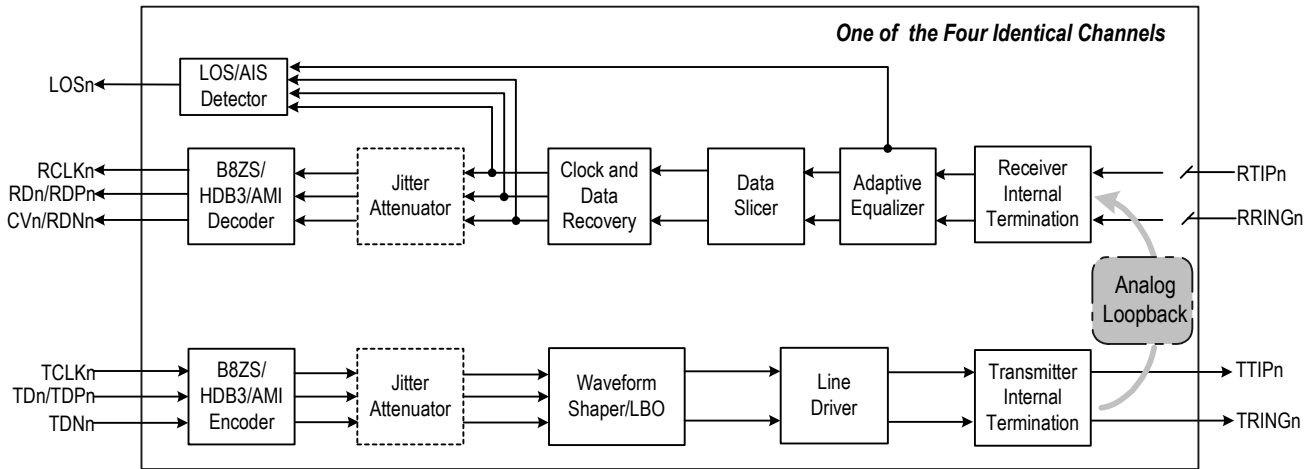 One of the Four Identical Channels
LOSn
LOS/AIS
Detector
RCLKn
RDn/RDPn
CVn/RDNn
B8ZS/
HDB3/AMI
Decoder
Jitter
Attenuator
Clock and
Data
Recovery
Data
Slicer
Adaptive
Equalizer
Receiver
Internal
Termination
RTIPn
RRINGn
Analog
Loopback
TCLKn
TDn/TDPn
TDNn
B8ZS/
HDB3/AMI
Encoder
Jitter
Attenuator
Waveform
Shaper/LBO
Line
Driver
Transmitter
Internal
Termination
TTIPn
TRINGn